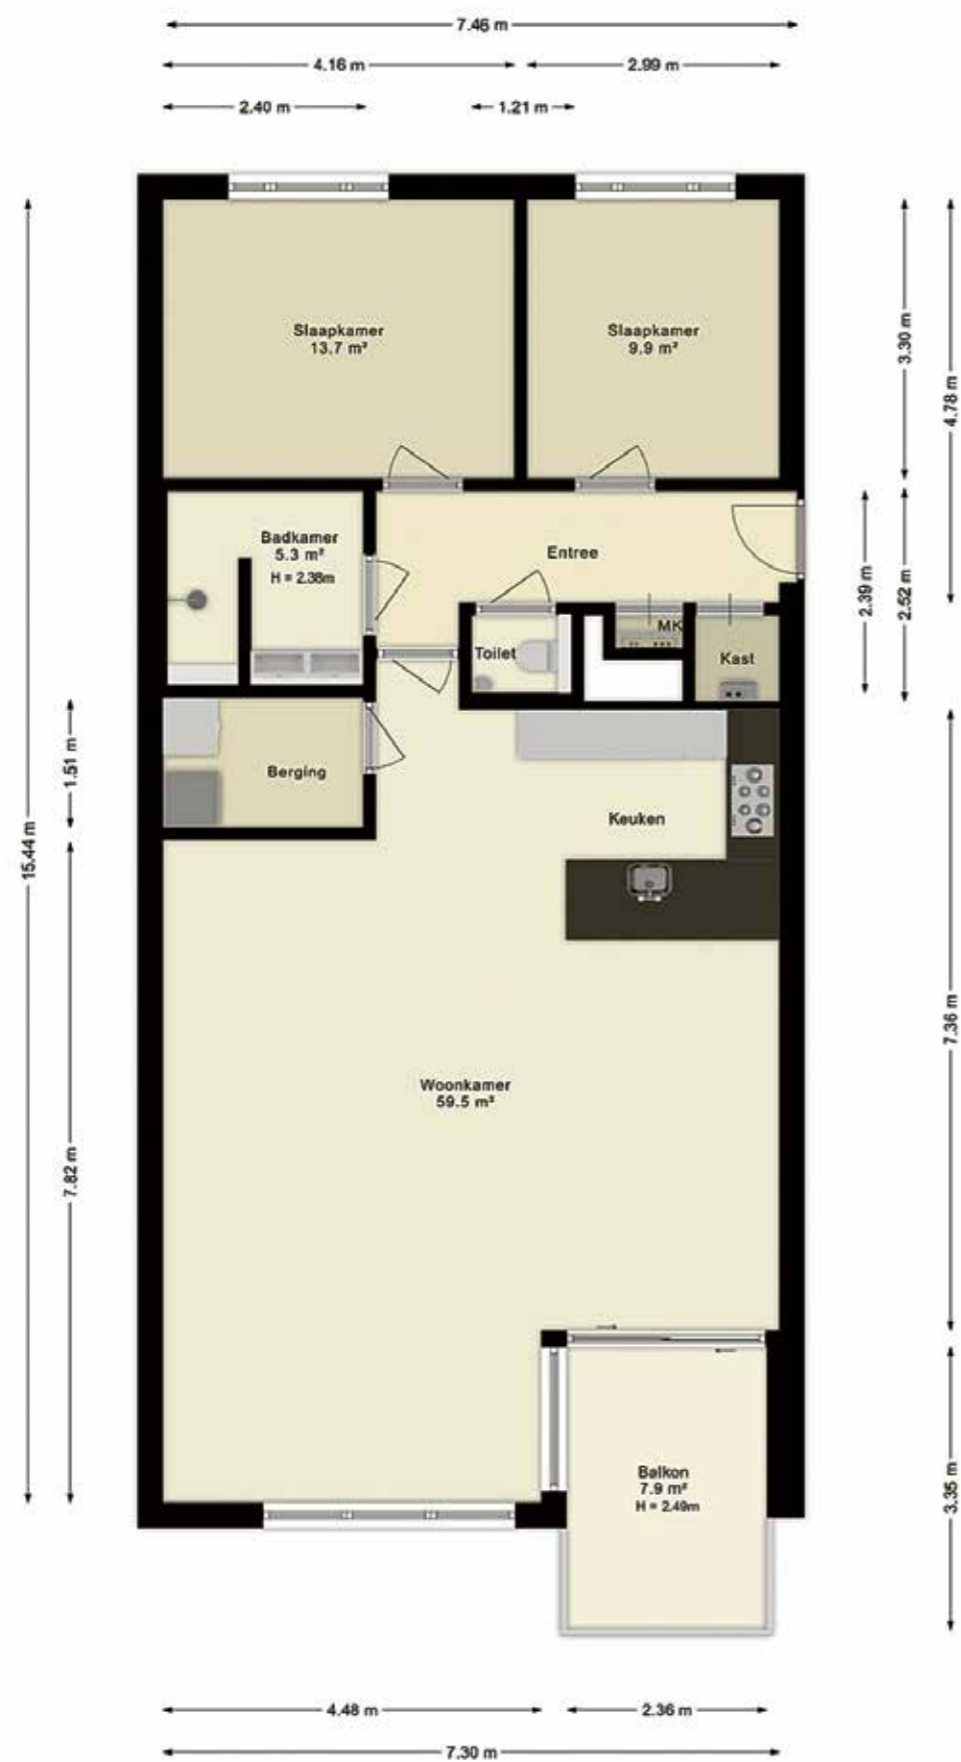 7.46 m
4.16 m
2.99 m
2.40 m
1.21 m
Slaapkamer
13.7 m²
Slaapkamer
9.9 m²
3.30 m
4.78 m
Badkamer
5.3 m²
H = 2.38m
Entree
2.39 m
2.52 m
MK
Toilet
Kast
1.51 m
Berging
Keuken
15.44 m
7.36 m
Woonkamer
59.5 m²
7.82 m
Balkon
7.9 m²
H = 2.49m
3.35 m
4.48 m
2.36 m
7.30 m